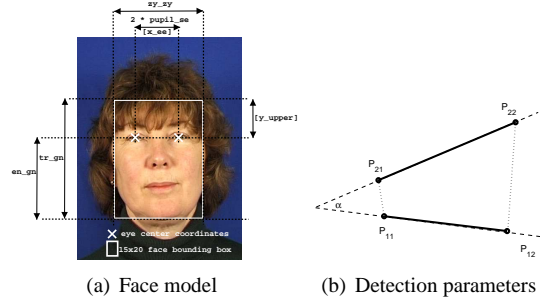 zy_zy
2 * pupil_se
[x_ee]
[y_upper]
tr_gn
en_gn
eye center coordinates
15x20 face bounding box
(a) Face model
P22
P21
α
P11
P12
(b) Detection parameters